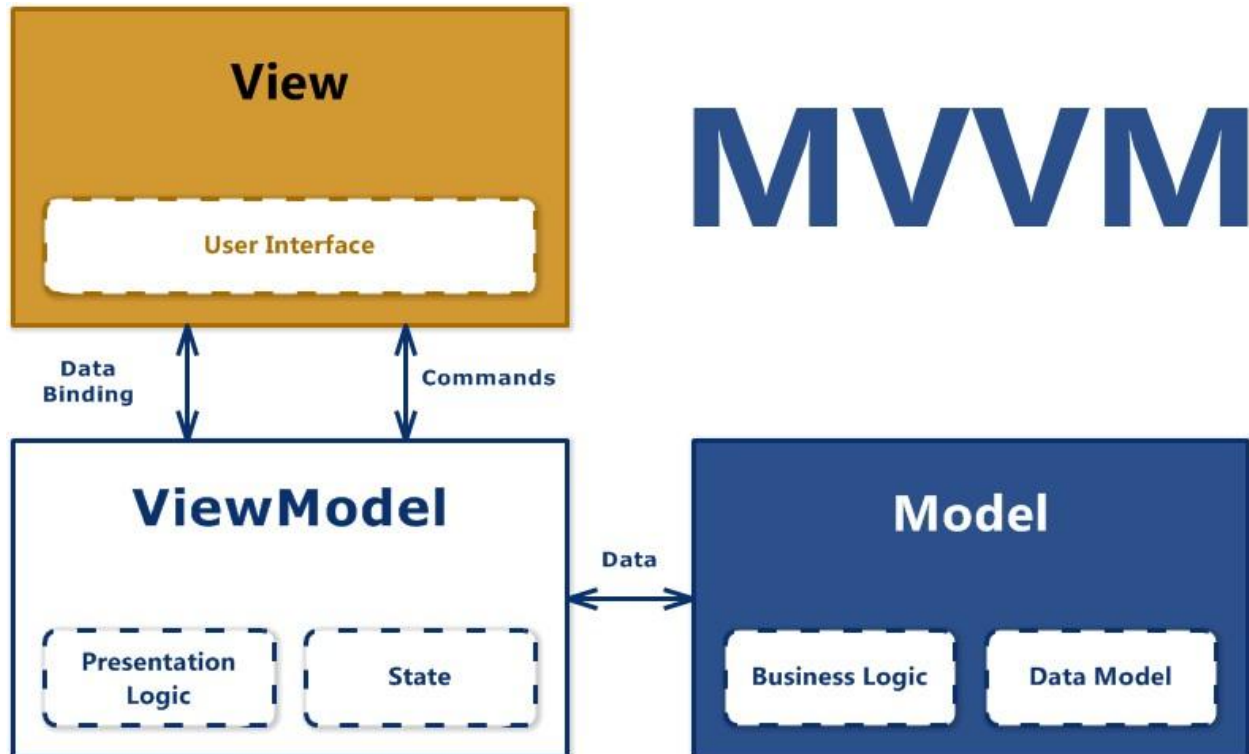 View
MVVM
User Interface
Data
Binding
Commands
ViewModel
Model
Data
Presentation
Logic
State
Business Logic
Data Model